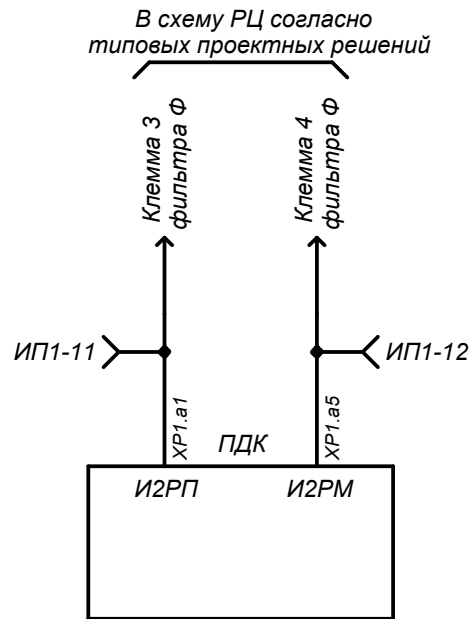 В схему РЦ согласно
типовых проектных решений
Клемма 3
фильтра Ф
Клемма 4
фильтра Ф
ИП1-11
ИП1-12
XP1.a1
ПДК
XP1.a5
И2РП
И2РМ